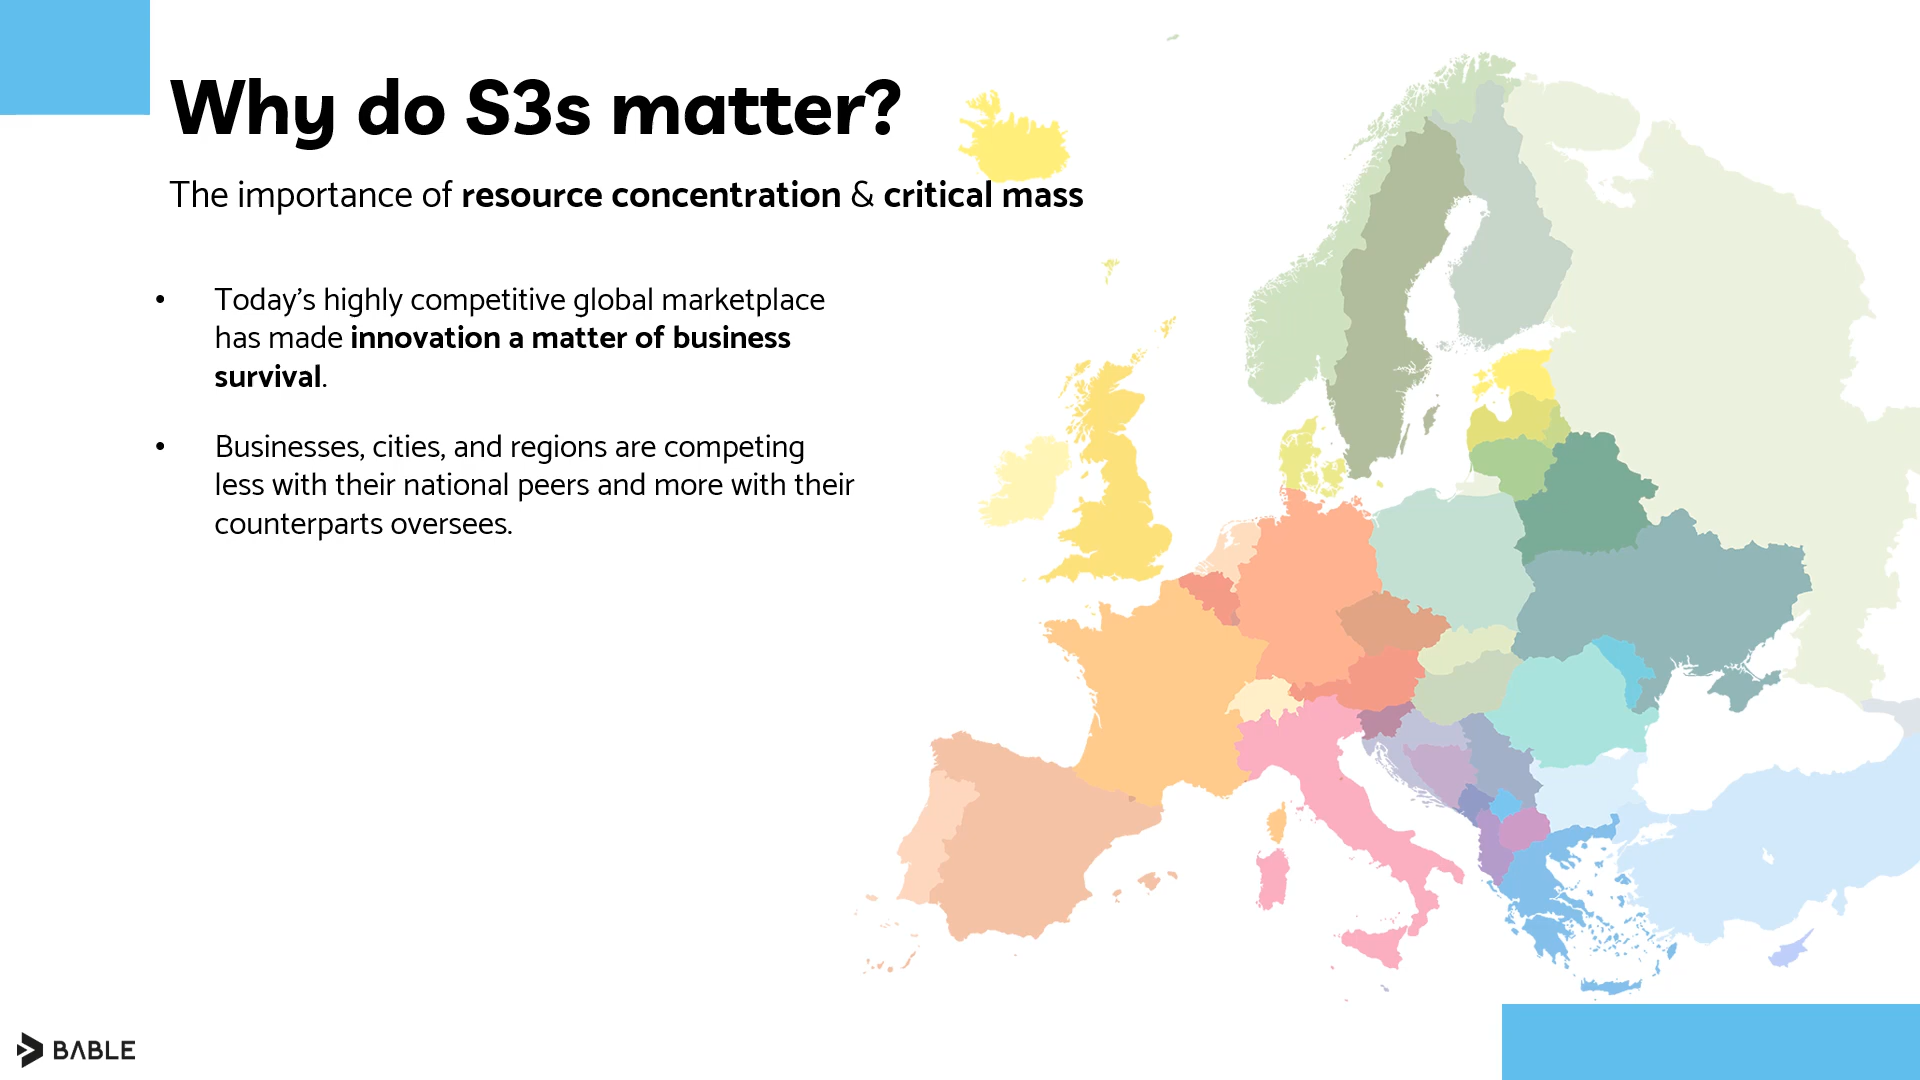 Why do S3s matter?
The importance of resource concentration & critical mass
• Today's highly competitive global marketplace
has made innovation a matter of business
survival.
• Businesses, cities, and regions are competing
less with their national peers and more with their
counterparts oversees.
BABLE